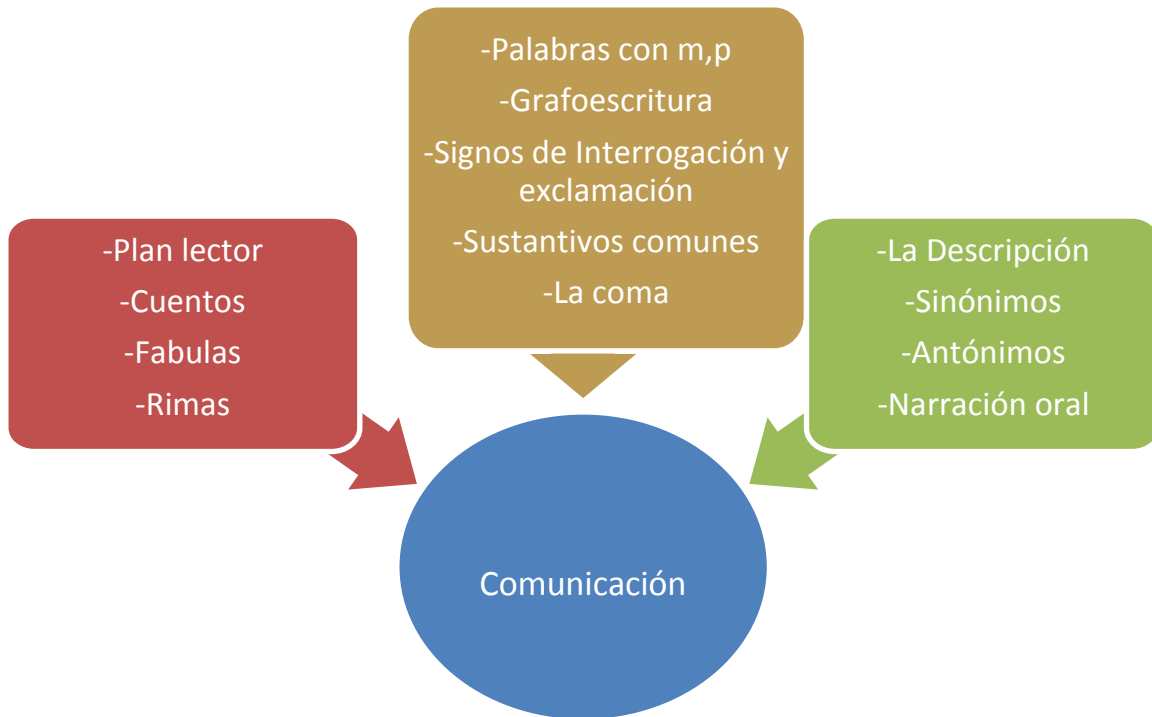 -Palabras con m,p
-Grafoescritura
-Signos de Interrogación y
exclamación
-Sustantivos comunes
-La coma
-Plan lector
-Cuentos
-Fabulas
-Rimas
-La Descripción
-Sinónimos
-Antónimos
-Narración oral
Comunicación